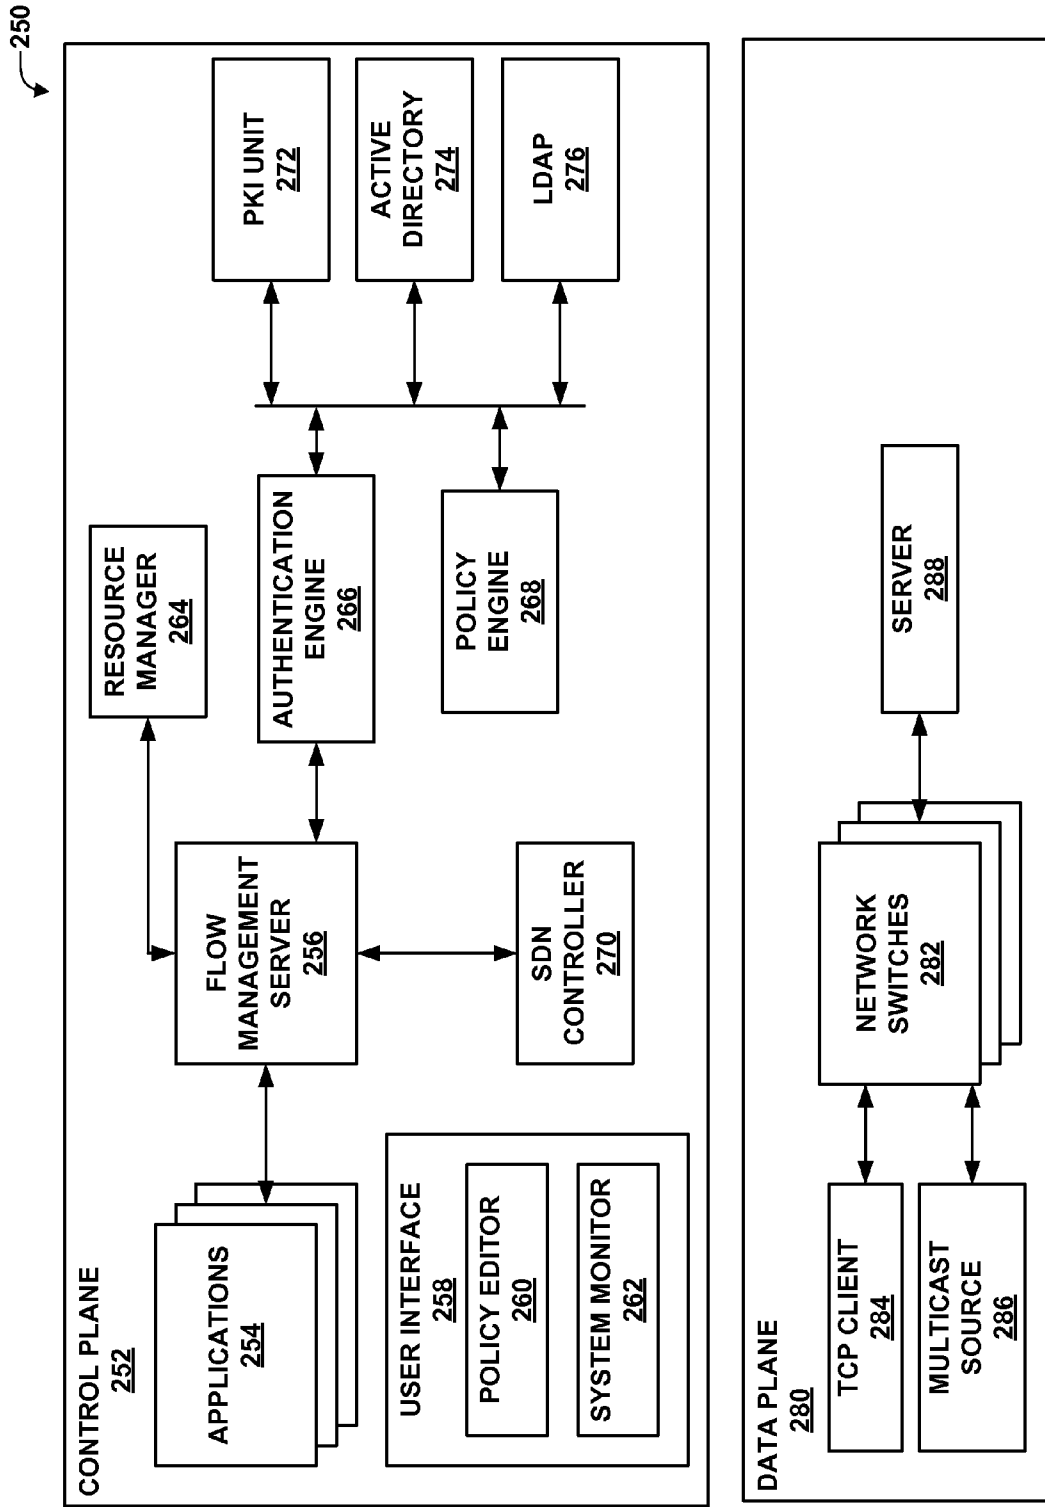 250
CONTROL PLANE
252
APPLICATIONS
254
USER INTERFACE
258
POLICY EDITOR
260
SYSTEM MONITOR
262
FLOW
MANAGEMENT
SERVER
256
SDN
CONTROLLER
270
RESOURCE
MANAGER
264
AUTHENTICATION
ENGINE
266
POLICY
ENGINE
268
PKI UNIT
272
ACTIVE
DIRECTORY
274
LDAP
276
DATA PLANE
280
TCP CLIENT
284
MULTICAST
SOURCE
286
NETWORK
SWITCHES
282
SERVER
288